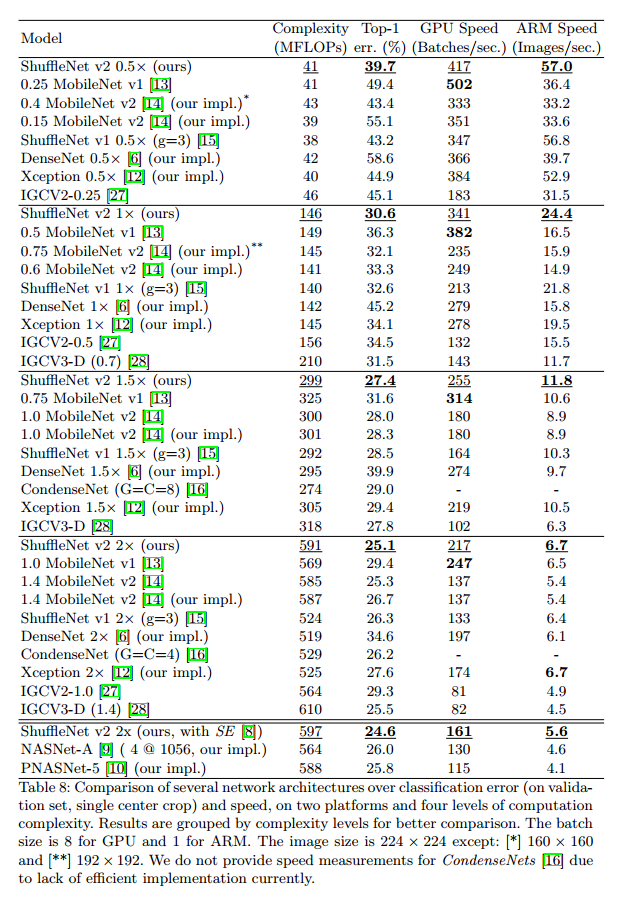 Model Complexity (MFLOPs) Top-1 err. (%) GPU Speed (Batches/sec.) ARM Speed (Images/sec.)
ShuffleNet v2 0.5× (ours) 41 39.7 417 57.0
0.25 MobileNet v1 [13] 41 49.4 502 36.4
0.4 MobileNet v2 [14] (our impl.)* 43 43.4 333 33.2
0.15 MobileNet v2 [14] (our impl.) 39 55.1 351 33.6
ShuffleNet v1 0.5× (g=3) [15] 38 43.2 347 56.8
DenseNet 0.5× [6] (our impl.) 42 58.6 366 39.7
Xception 0.5× [12] (our impl.) 40 44.9 384 52.9
IGCV2-0.25 [27] 46 45.1 183 31.5
ShuffleNet v2 1× (ours) 146 30.6 341 24.4
0.5 MobileNet v1 [13] 149 36.3 382 16.5
0.75 MobileNet v2 [14] (our impl.)** 145 32.1 235 15.9
0.6 MobileNet v2 [14] (our impl.) 141 33.3 249 14.9
ShuffleNet v1 1× (g=3) [15] 140 32.6 213 21.8
DenseNet 1× [6] (our impl.) 142 45.2 279 15.8
Xception 1× [12] (our impl.) 145 34.1 278 19.5
IGCV2-0.5 [27] 156 34.5 132 15.5
IGCV3-D (0.7) [28] 210 31.5 143 11.7
ShuffleNet v2 1.5× (ours) 299 27.4 255 11.8
0.75 MobileNet v1 [13] 325 31.6 314 10.6
1.0 MobileNet v2 [14] 300 28.0 180 8.9
1.0 MobileNet v2 [14] (our impl.) 301 28.3 180 8.9
ShuffleNet v1 1.5× (g=3) [15] 292 28.5 164 10.3
DenseNet 1.5× [6] (our impl.) 295 39.9 274 9.7
CondenseNet (G=C=8) [16] 274 29.0 - -
Xception 1.5× [12] (our impl.) 305 29.4 219 10.5
IGCV3-D [28] 318 27.8 102 6.3
ShuffleNet v2 2× (ours) 591 25.1 217 6.7
1.0 MobileNet v1 [13] 569 29.4 247 6.5
1.4 MobileNet v2 [14] 585 25.3 137 5.4
1.4 MobileNet v2 [14] (our impl.) 587 26.7 137 5.4
ShuffleNet v1 2× (g=3) [15] 524 26.3 133 6.4
DenseNet 2× [6] (our impl.) 519 34.6 197 6.1
CondenseNet (G=C=4) [16] 529 26.2 - -
Xception 2× [12] (our impl.) 525 27.6 174 6.7
IGCV2-1.0 [27] 564 29.3 81 4.9
IGCV3-D (1.4) [28] 610 25.5 82 4.5
ShuffleNet v2 2x (ours, with SE [8]) 597 24.6 161 5.6
NASNet-A [9] ( 4 @ 1056, our impl.) 564 26.0 130 4.6
PNASNet-5 [10] (our impl.) 588 25.8 115 4.1
Table 8: Comparison of several network architectures over classification error (on valida-
tion set, single center crop) and speed, on two platforms and four levels of computation
complexity. Results are grouped by complexity levels for better comparison. The batch
size is 8 for GPU and 1 for ARM. The image size is 224 × 224 except: [*] 160 × 160
and [**] 192 × 192. We do not provide speed measurements for CondenseNets [16] due
to lack of efficient implementation currently.